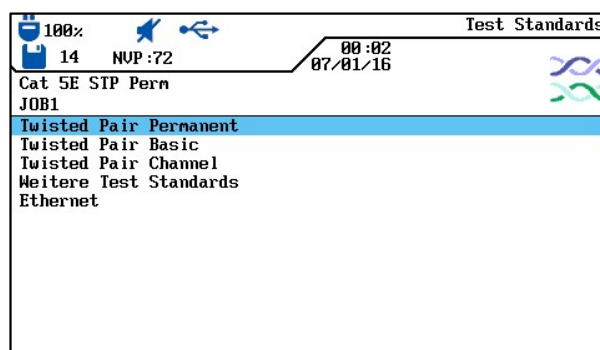 100% Test Standards
14 NVP:72 00:02
07/01/16
Cat 5E STP Perm
JOB1
Twisted Pair Permanent
Twisted Pair Basic
Twisted Pair Channel
Weitere Test Standards
Ethernet